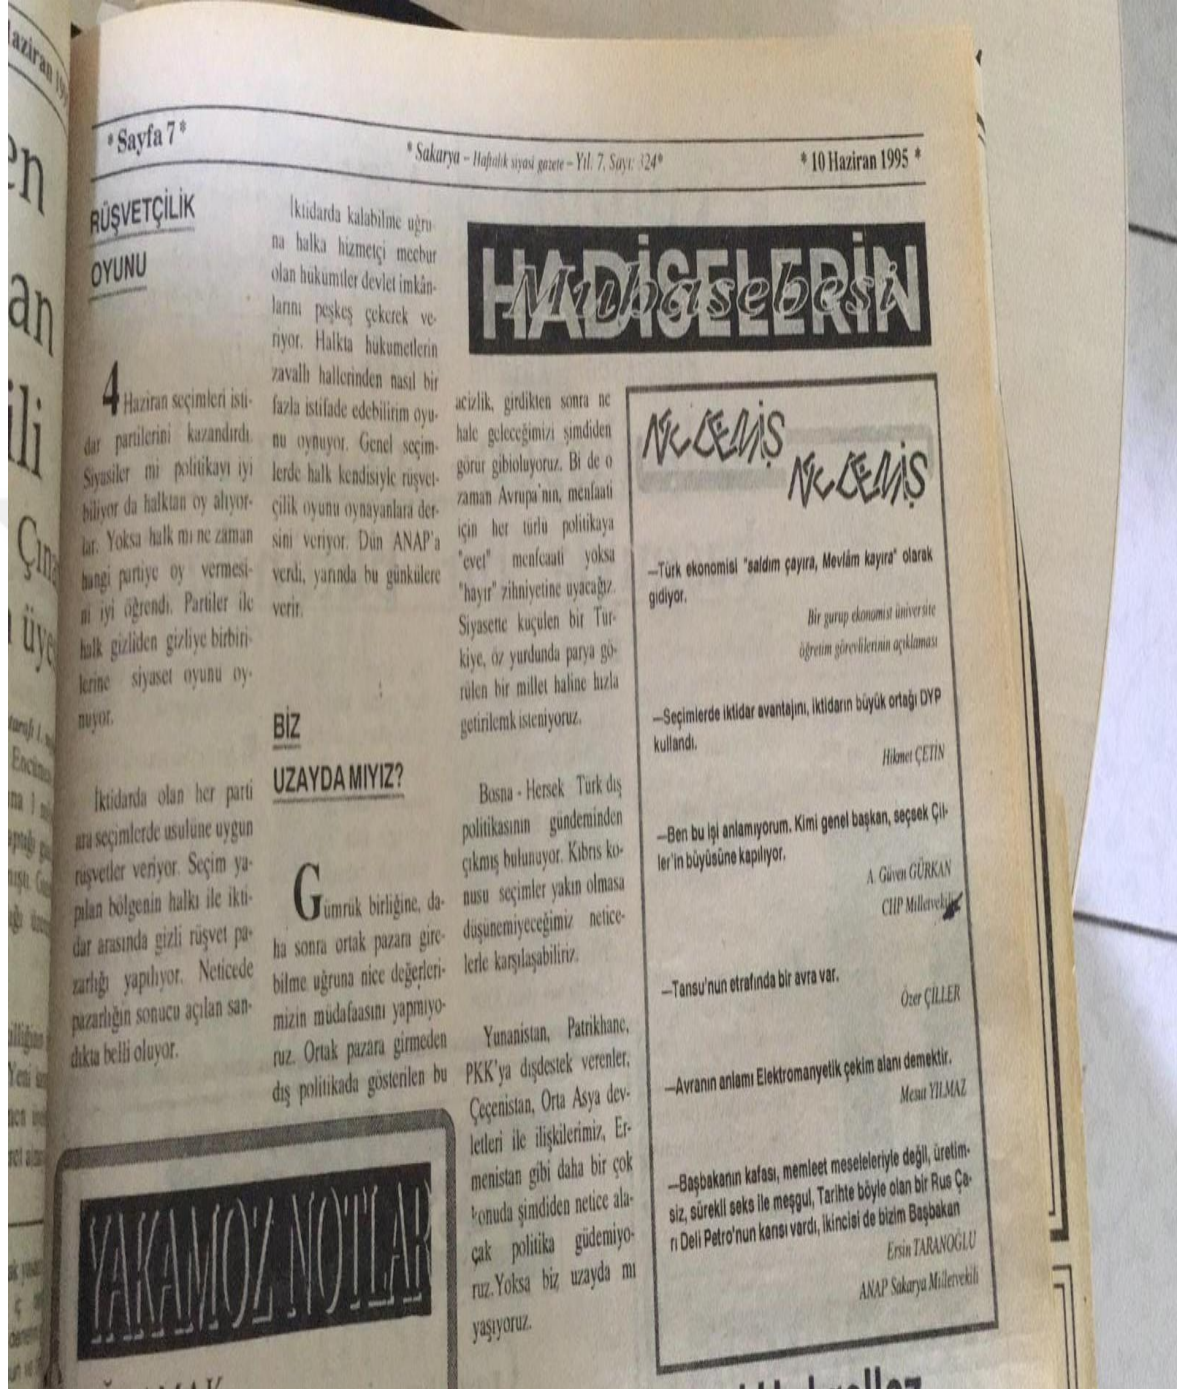 * Sayfa 7 *
* Sakarya – Haftalık siyasi gazete – Yıl. 7, Sayı: 324*
* 10 Haziran 1995 *
RÜŞVETÇİLİK
OYUNU
4 Haziran seçimleri isti-
dar partilerini kazandırdı.
Siyasiler mi politikayı iyi
biliyor da halktan oy alıyor-
lar. Yoksa halk mı ne zaman
hangi partiye oy vermesi-
ni iyi öğrendi. Partiler ile
halk gizliden gizliye birbiri-
lerine siyaset oyunu oy-
nuyor.
İktidarda olan her parti
ara seçimlerde usulüne uygun
rüşvetler veriyor. Seçim ya-
pılan bölgenin halkı ile ikti-
dar arasında gizli rüşvet pa-
zarlığı yapılıyor. Neticede
pazarlığin sonucu açılan san-
dıkta belli oluyor.
İktidarda kalabilme uğru-
na halka hizmetçi mecbur
olan hükümtler devlet imkân-
larını peşkeş çekerek ve-
riyor. Halkta hükumetlerin
zavallı hallerinden nasıl bir
fazla istifade edebilirim oyu-
nu oynuyor. Genel seçim-
lerde halk kendisiyle rüşvet-
çilik oyunu oynayanlara der-
sini veriyor. Dün ANAP'a
verdi, yarında bu günkülere
verir.
BİZ
UZAYDA MIYIZ?
Gümrük birliğine, da-
ha sonra ortak pazara gire-
bilme uğruna nice değerleri-
mizin müdafaasını yapmıyo-
ruz. Ortak pazara girmeden
dış politikada gösterilen bu
HADİSELERİN
Muhasebesi
acizlik, girdikten sonra ne
hale geleceğimizi şimdiden
görür gibioluyoruz. Bi de o
zaman Avrupa'nın, menfaati
için her türlü politikaya
"evet" menfeaati yoksa
"hayır" zihniyetine uyacağız.
Siyasette küçülen bir Tür-
kiye, öz yurdunda parya gö-
rülen bir millet haline hızla
getirilemk isteniyoruz.
Bosna - Hersek Türk dış
politikasının gündeminden
çıkmış bulunuyor. Kıbrıs ko-
nusu seçimler yakın olmasa
düşünemiyeceğimiz netice-
lerle karşılaşabiliriz.
Yunanistan, Patrikhane,
PKK'ya dışdestek verenler,
Çeçenistan, Orta Asya dev-
letleri ile ilişkilerimiz, Er-
menistan gibi daha bir çok
konuda şimdiden netice ala-
çak politika güdemiyo-
ruz.Yoksa biz uzayda mı
yaşıyoruz.
NE DEMİŞ
NE DEMİŞ
–Türk ekonomisi "saldım çayıra, Mevlâm kayıra" olarak
gidiyor.
Bir gurup ekonomist üniversite
öğretim görevlilerinin açıklaması
–Seçimlerde iktidar avantajını, iktidarın büyük ortağı DYP
kullandı.
Hikmet ÇETİN
–Ben bu işi anlamıyorum. Kimi genel başkan, seçsek Çil-
ler'in büyüsüne kapılıyor.
A. Güven GÜRKAN
CHP Milletvekili
–Tansu'nun etrafında bir avra var.
Özer ÇİLLER
–Avranın anlamı Elektromanyetik çekim alanı demektir.
Mesut YILMAZ
–Başbakanın kafası, memleet meseleleriyle değil, üretim-
siz, sürekli seks ile meşgul, Tarihte böyle olan bir Rus Ça-
rı Deli Petro'nun karısı vardı, ikincisi de bizim Başbakan
Ersin TARANOĞLU
ANAP Sakarya Milletvekili
YAKAMOZ NOTLAR